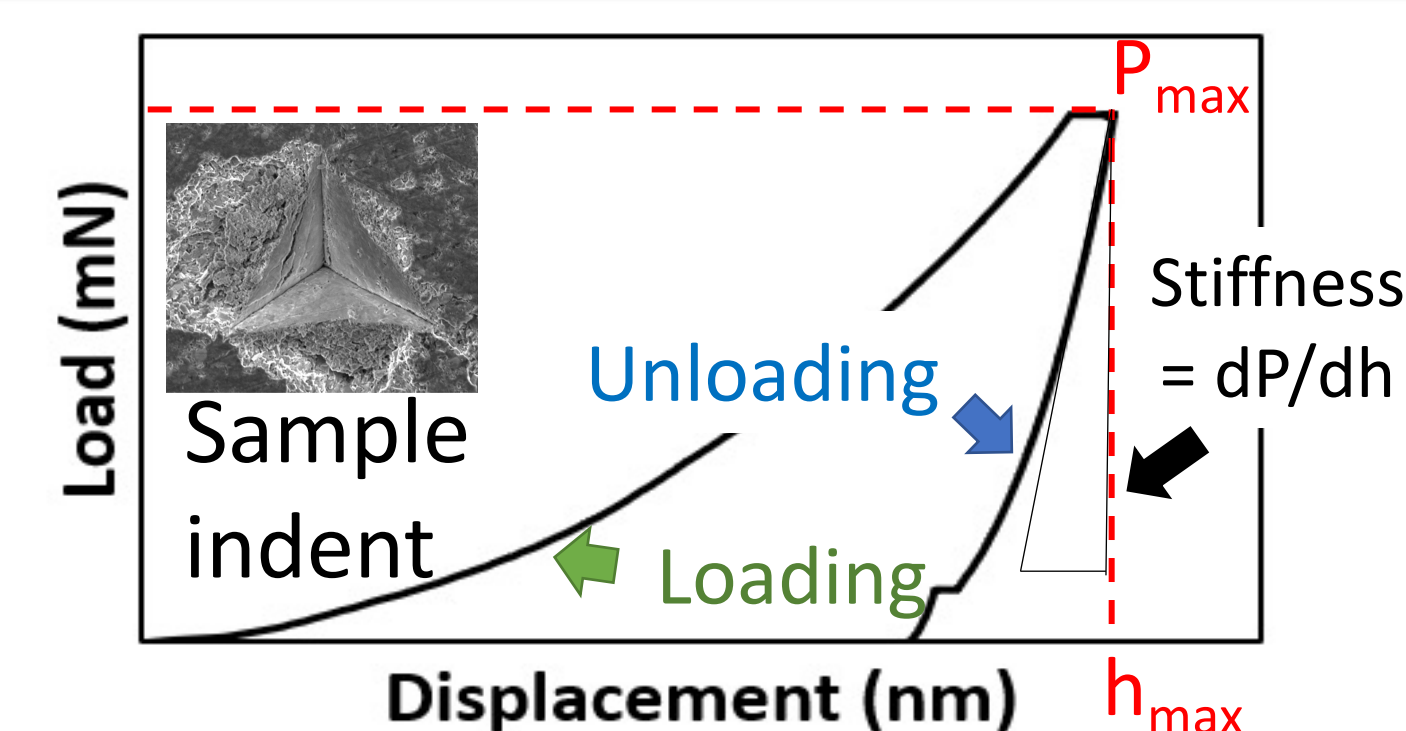 P max
Load (mN)
Sample
indent
Unloading
Loading
Stiffness
= dP/dh
Displacement (nm)
h max